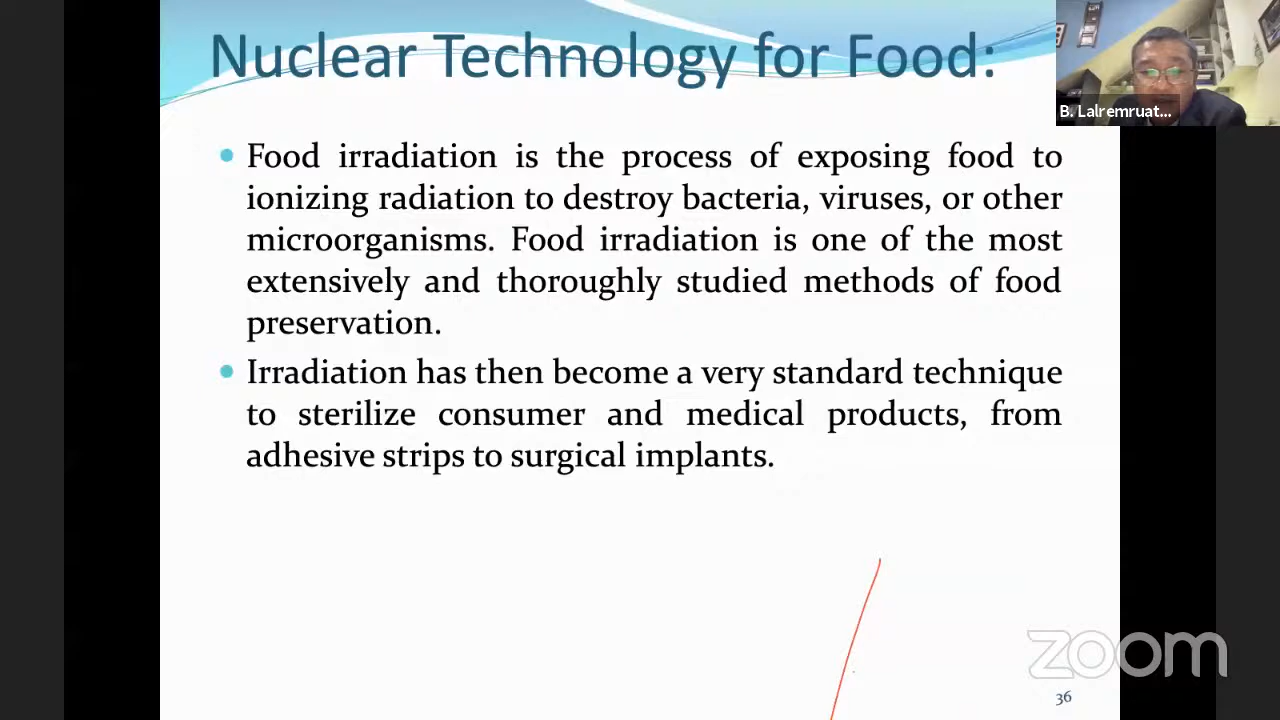 Nuclear Technology for Food:
B. Lalremruat...
Food irradiation is the process of exposing food to
ionizing radiation to destroy bacteria, viruses, or other
microorganisms. Food irradiation is one of the most
extensively and thoroughly studied methods of food
preservation.
Irradiation has then become a very standard technique
to sterilize consumer and medical products, from
adhesive strips to surgical implants.
zoom
36